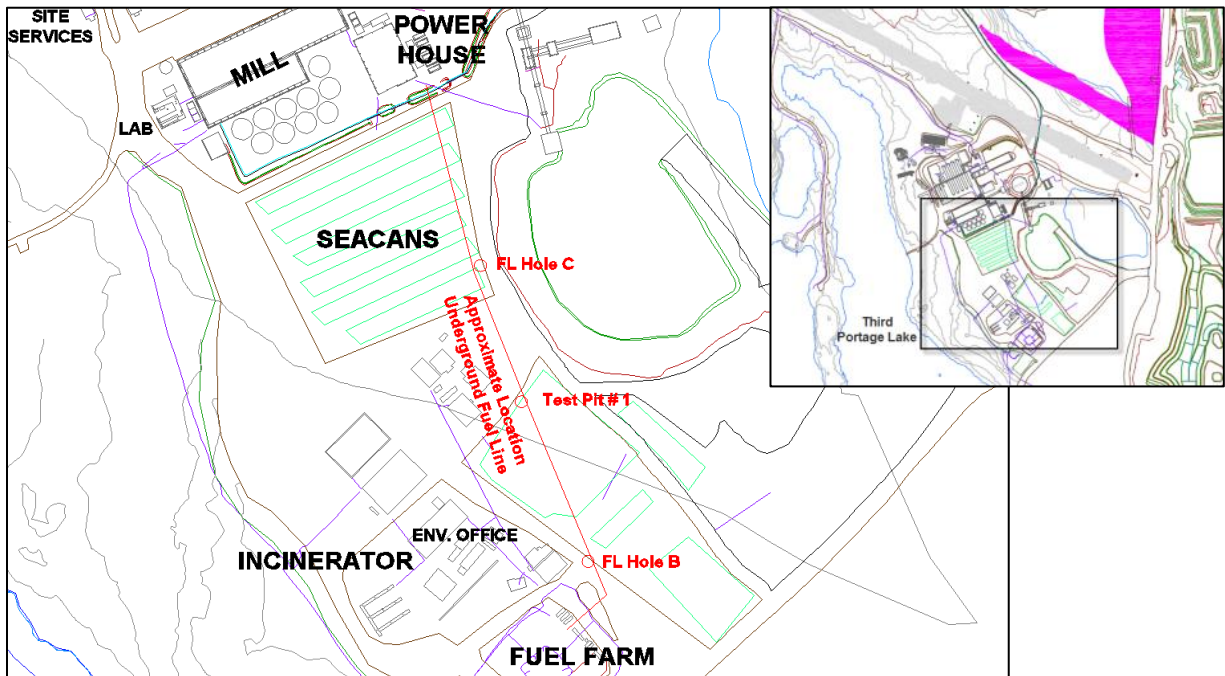 SITE
SERVICES
POWER
HOUSE
MILL
LAB
SEACANS
FL Hole C
Approximate Location
Underground Fuel Line
Test Pit # 1
ENV. OFFICE
INCINERATOR
FL Hole B
FUEL FARM
Third
Portage Lake